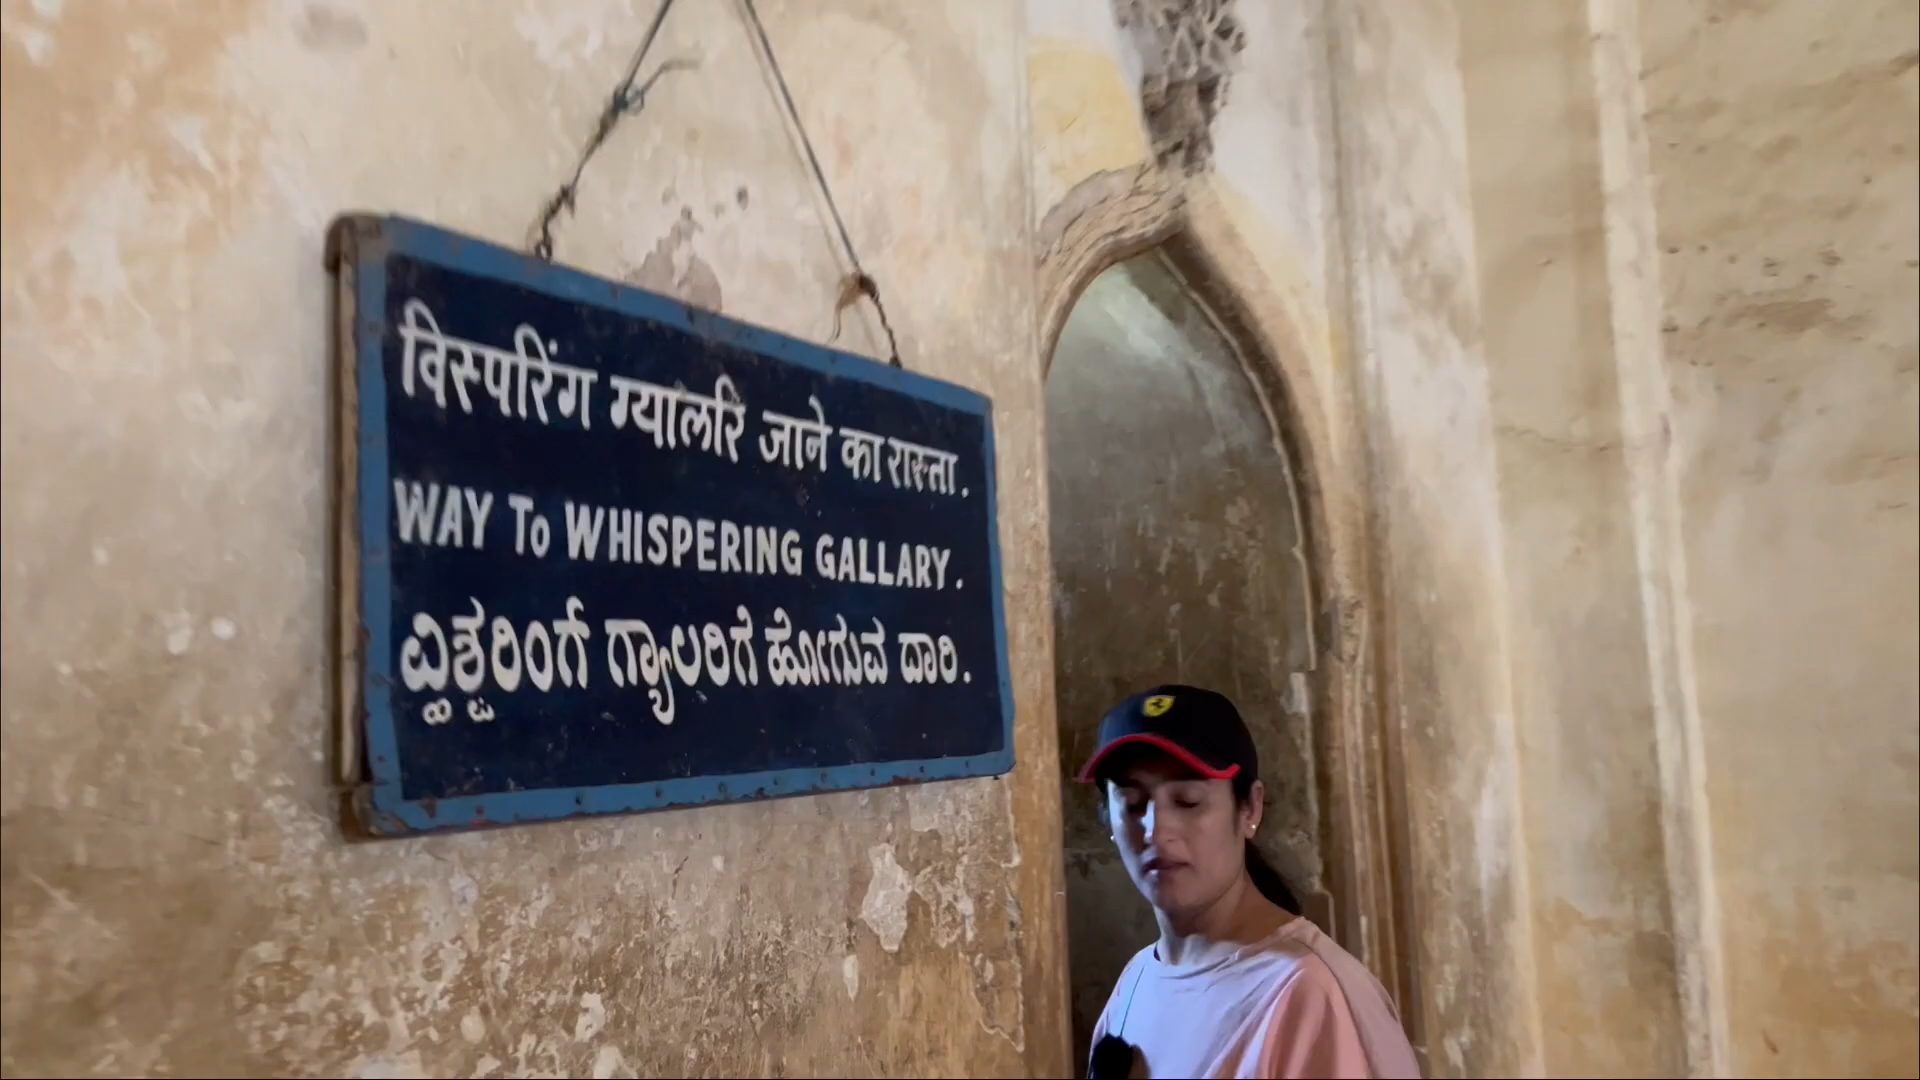 विस्परिंग ग्यालरि जाने का रास्ता.
WAY To WHISPERING GALLARY.
ವ್ಹಿಶ್ಪರಿಂಗ್ ಗ್ಯಾಲರಿಗೆ ಹೋಗುವ ದಾರಿ.